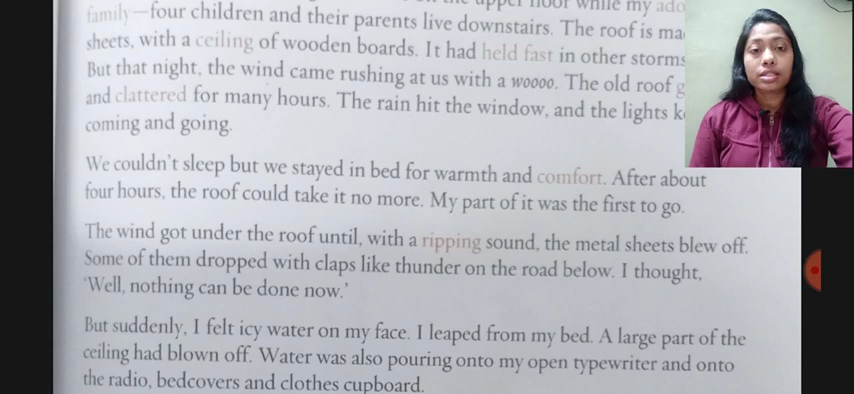 the upper floor while my ado
family—four children and their parents live downstairs. The roof is ma
sheets, with a ceiling of wooden boards. It had held fast in other storms
But that night, the wind came rushing at us with a woooo. The old roof g
and clattered for many hours. The rain hit the window, and the lights k
coming and going.
We couldn't sleep but we stayed in bed for warmth and comfort. After about
four hours, the roof could take it no more. My part of it was the first to go.
The wind got under the roof until, with a ripping sound, the metal sheets blew off.
Some of them dropped with claps like thunder on the road below. I thought,
'Well, nothing can be done now.'
But suddenly, I felt icy water on my face. I leaped from my bed. A large part of the
ceiling had blown off. Water was also pouring onto my open typewriter and onto
the radio, bedcovers and clothes cupboard.